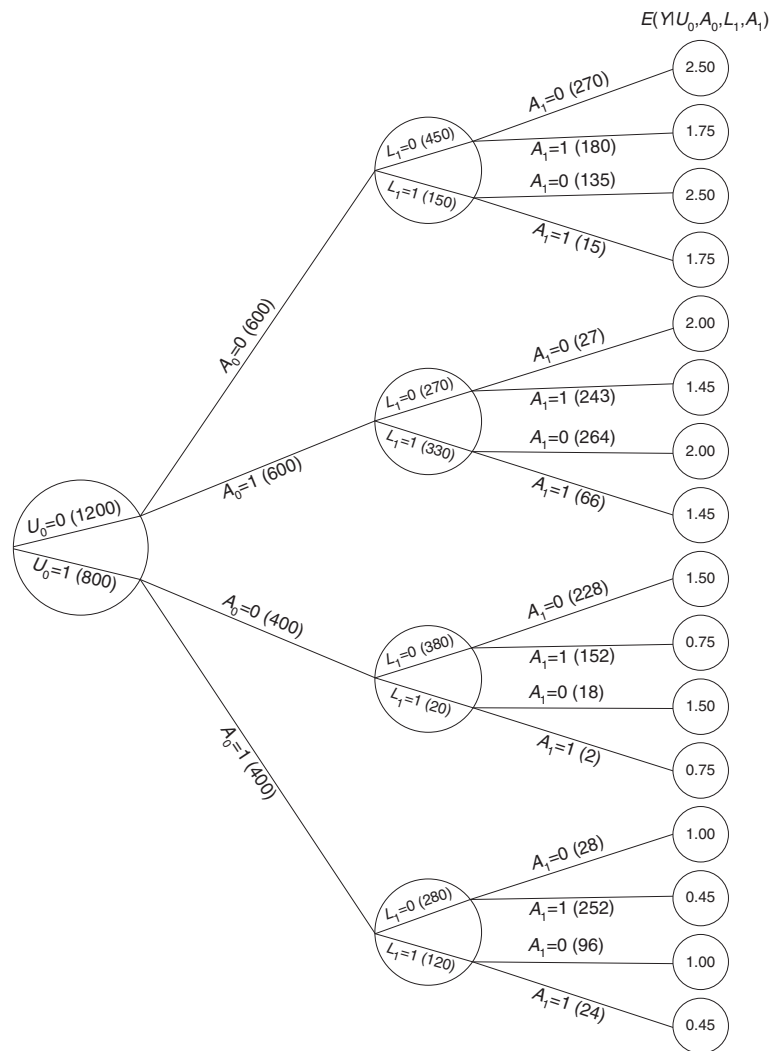 E(Y|U₀,A₀,L₁,A₁)
A₁=0 (270)
2.50
L₁=0 (450)
A₁=1 (180)
1.75
L₁=1 (150)
A₁=0 (135)
2.50
A₁=1 (15)
1.75
A₀=0 (600)
A₁=0 (27)
2.00
L₁=0 (270)
A₁=1 (243)
1.45
L₁=1 (330)
A₁=0 (264)
2.00
A₁=1 (66)
1.45
A₀=1 (600)
U₀=0 (1200)
U₀=1 (800)
A₀=0 (400)
A₁=0 (228)
1.50
L₁=0 (380)
A₁=1 (152)
0.75
L₁=1 (20)
A₁=0 (18)
1.50
A₁=1 (2)
0.75
A₀=1 (400)
A₁=0 (28)
1.00
L₁=0 (280)
A₁=1 (252)
0.45
L₁=1 (120)
A₁=0 (96)
1.00
A₁=1 (24)
0.45